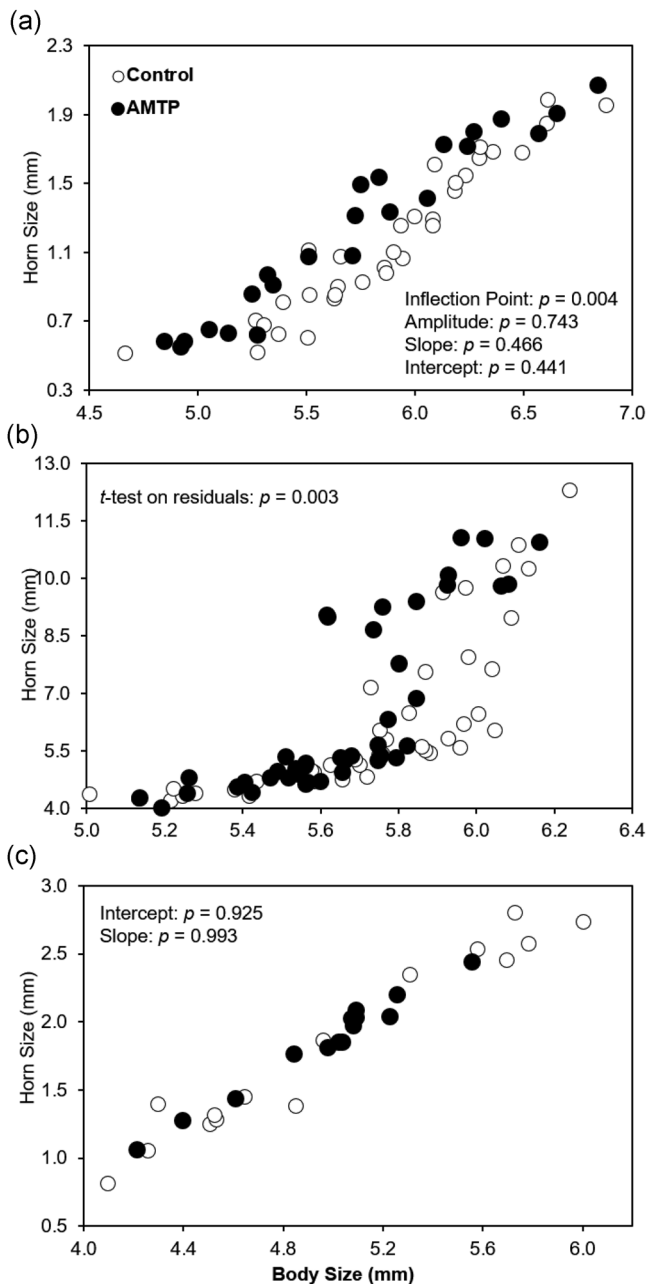 (a)
2.3
Control
AMTP
1.9
1.5
Horn Size (mm)
1.1
0.7
0.3
Inflection Point: p = 0.004
Amplitude: p = 0.743
Slope: p = 0.466
Intercept: p = 0.441
4.5 5.0 5.5 6.0 6.5 7.0
(b)
13.0
t-test on residuals: p = 0.003
11.5
10.0
Horn Size (mm)
8.5
7.0
5.5
4.0
5.0 5.2 5.4 5.6 5.8 6.0 6.2 6.4
(c)
3.0
Intercept: p = 0.925
Slope: p = 0.993
2.5
2.0
Horn Size (mm)
1.5
1.0
0.5
4.0 4.4 4.8 5.2 5.6 6.0
Body Size (mm)